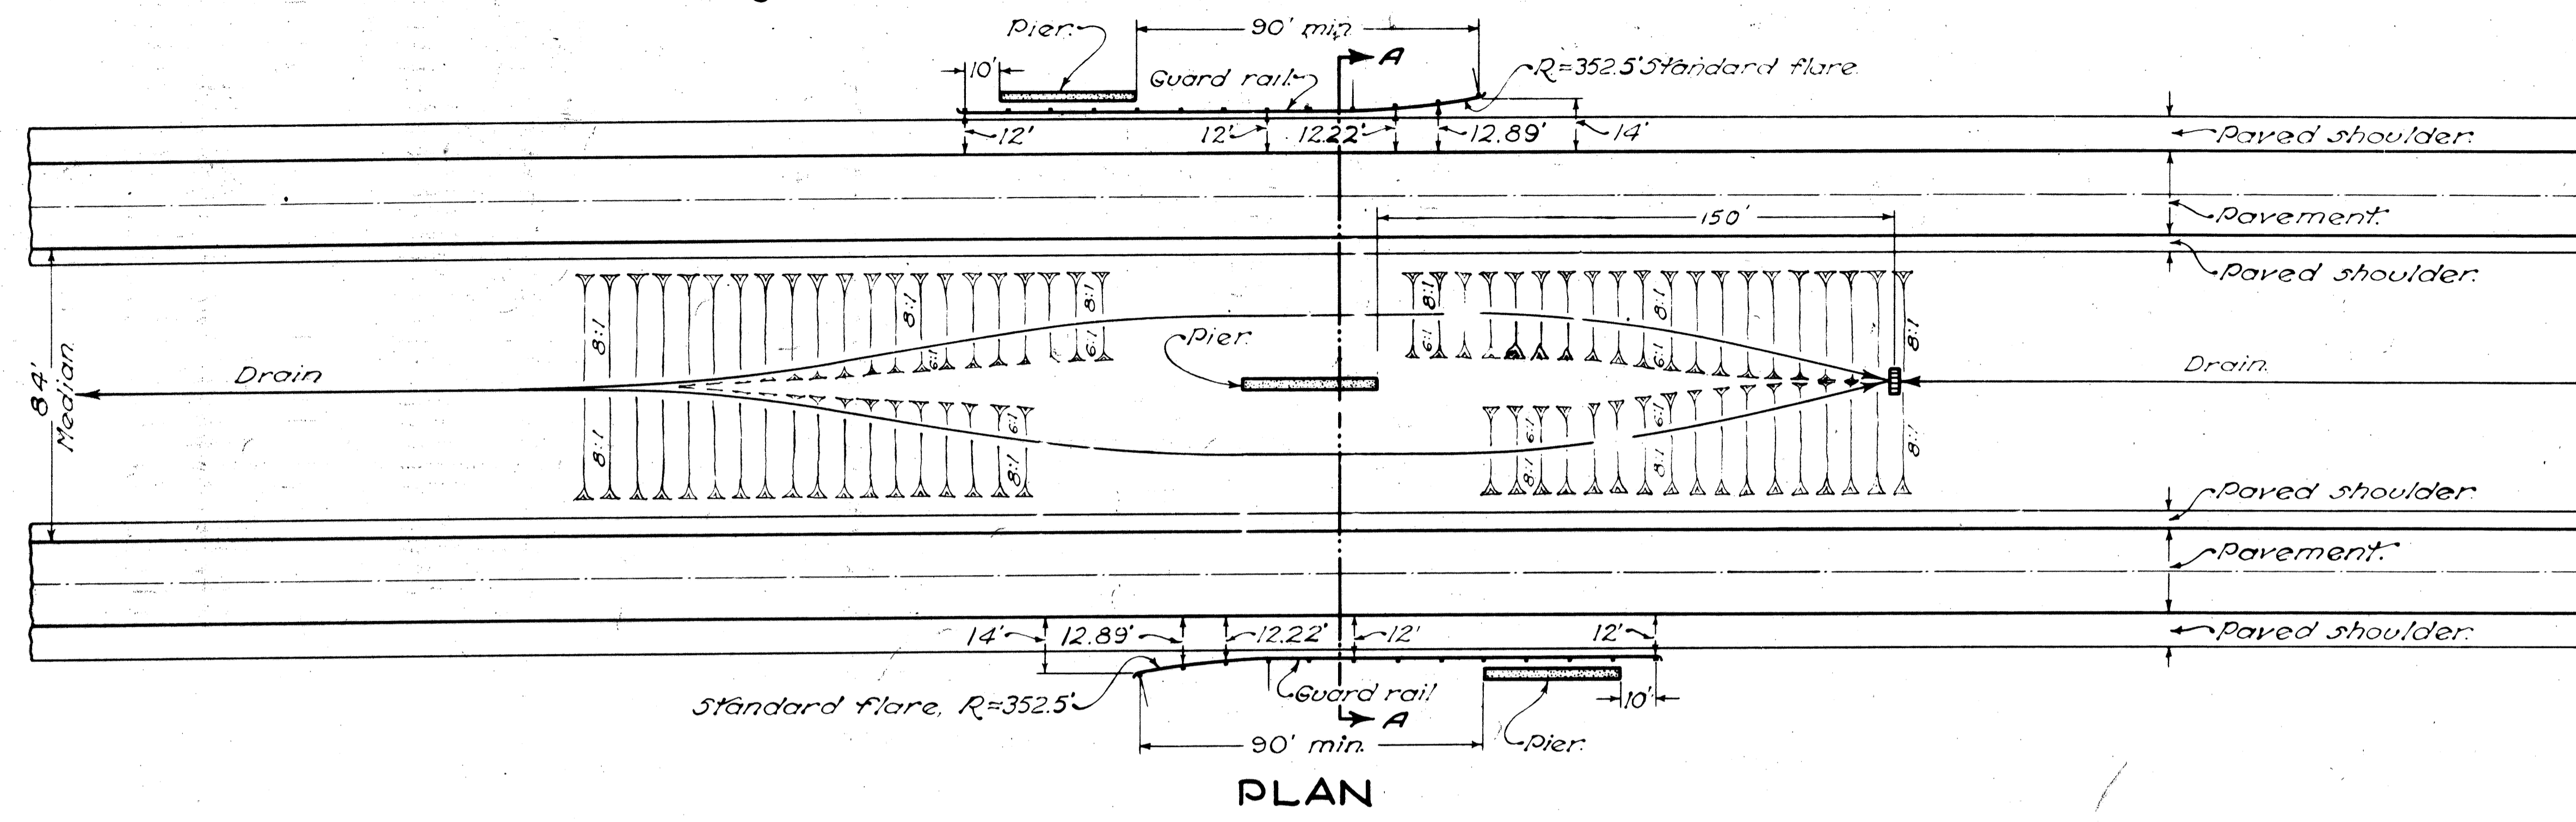 Pier.
90' min.
A
10'
Guard rail
R=352.5' Standard flare.
12'
12'
12.22'
12.89'
14'
Paved shoulder.
Pavement.
150'
Paved shoulder.
8:1
8:1
8:1
8:1
8:1
8:1
6:1
6:1
6:1
6:1
Pier.
84'
Median.
Drain
Drain.
8:1
6:1
8:1
6:1
8:1
6:1
8:1
8:1
Paved shoulder.
Pavement.
14'
12.89'
12.22'
12'
12'
Paved shoulder.
Standard flare, R=352.5'
Guard rail
10'
A
90' min.
Pier.
PLAN